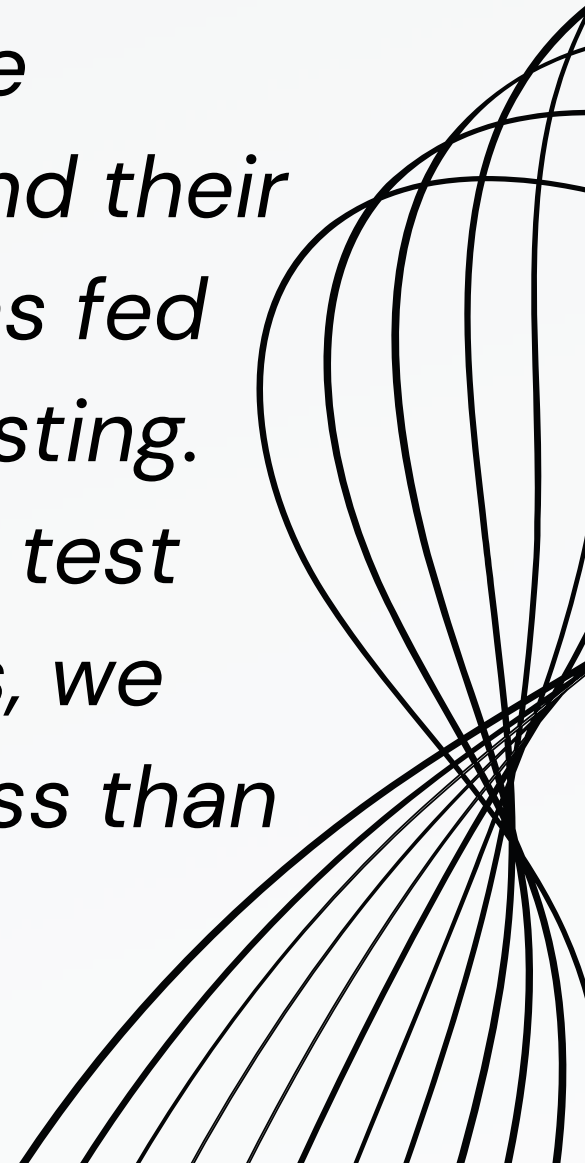 e
nd their
s fed
sting.
test
s, we
ss than